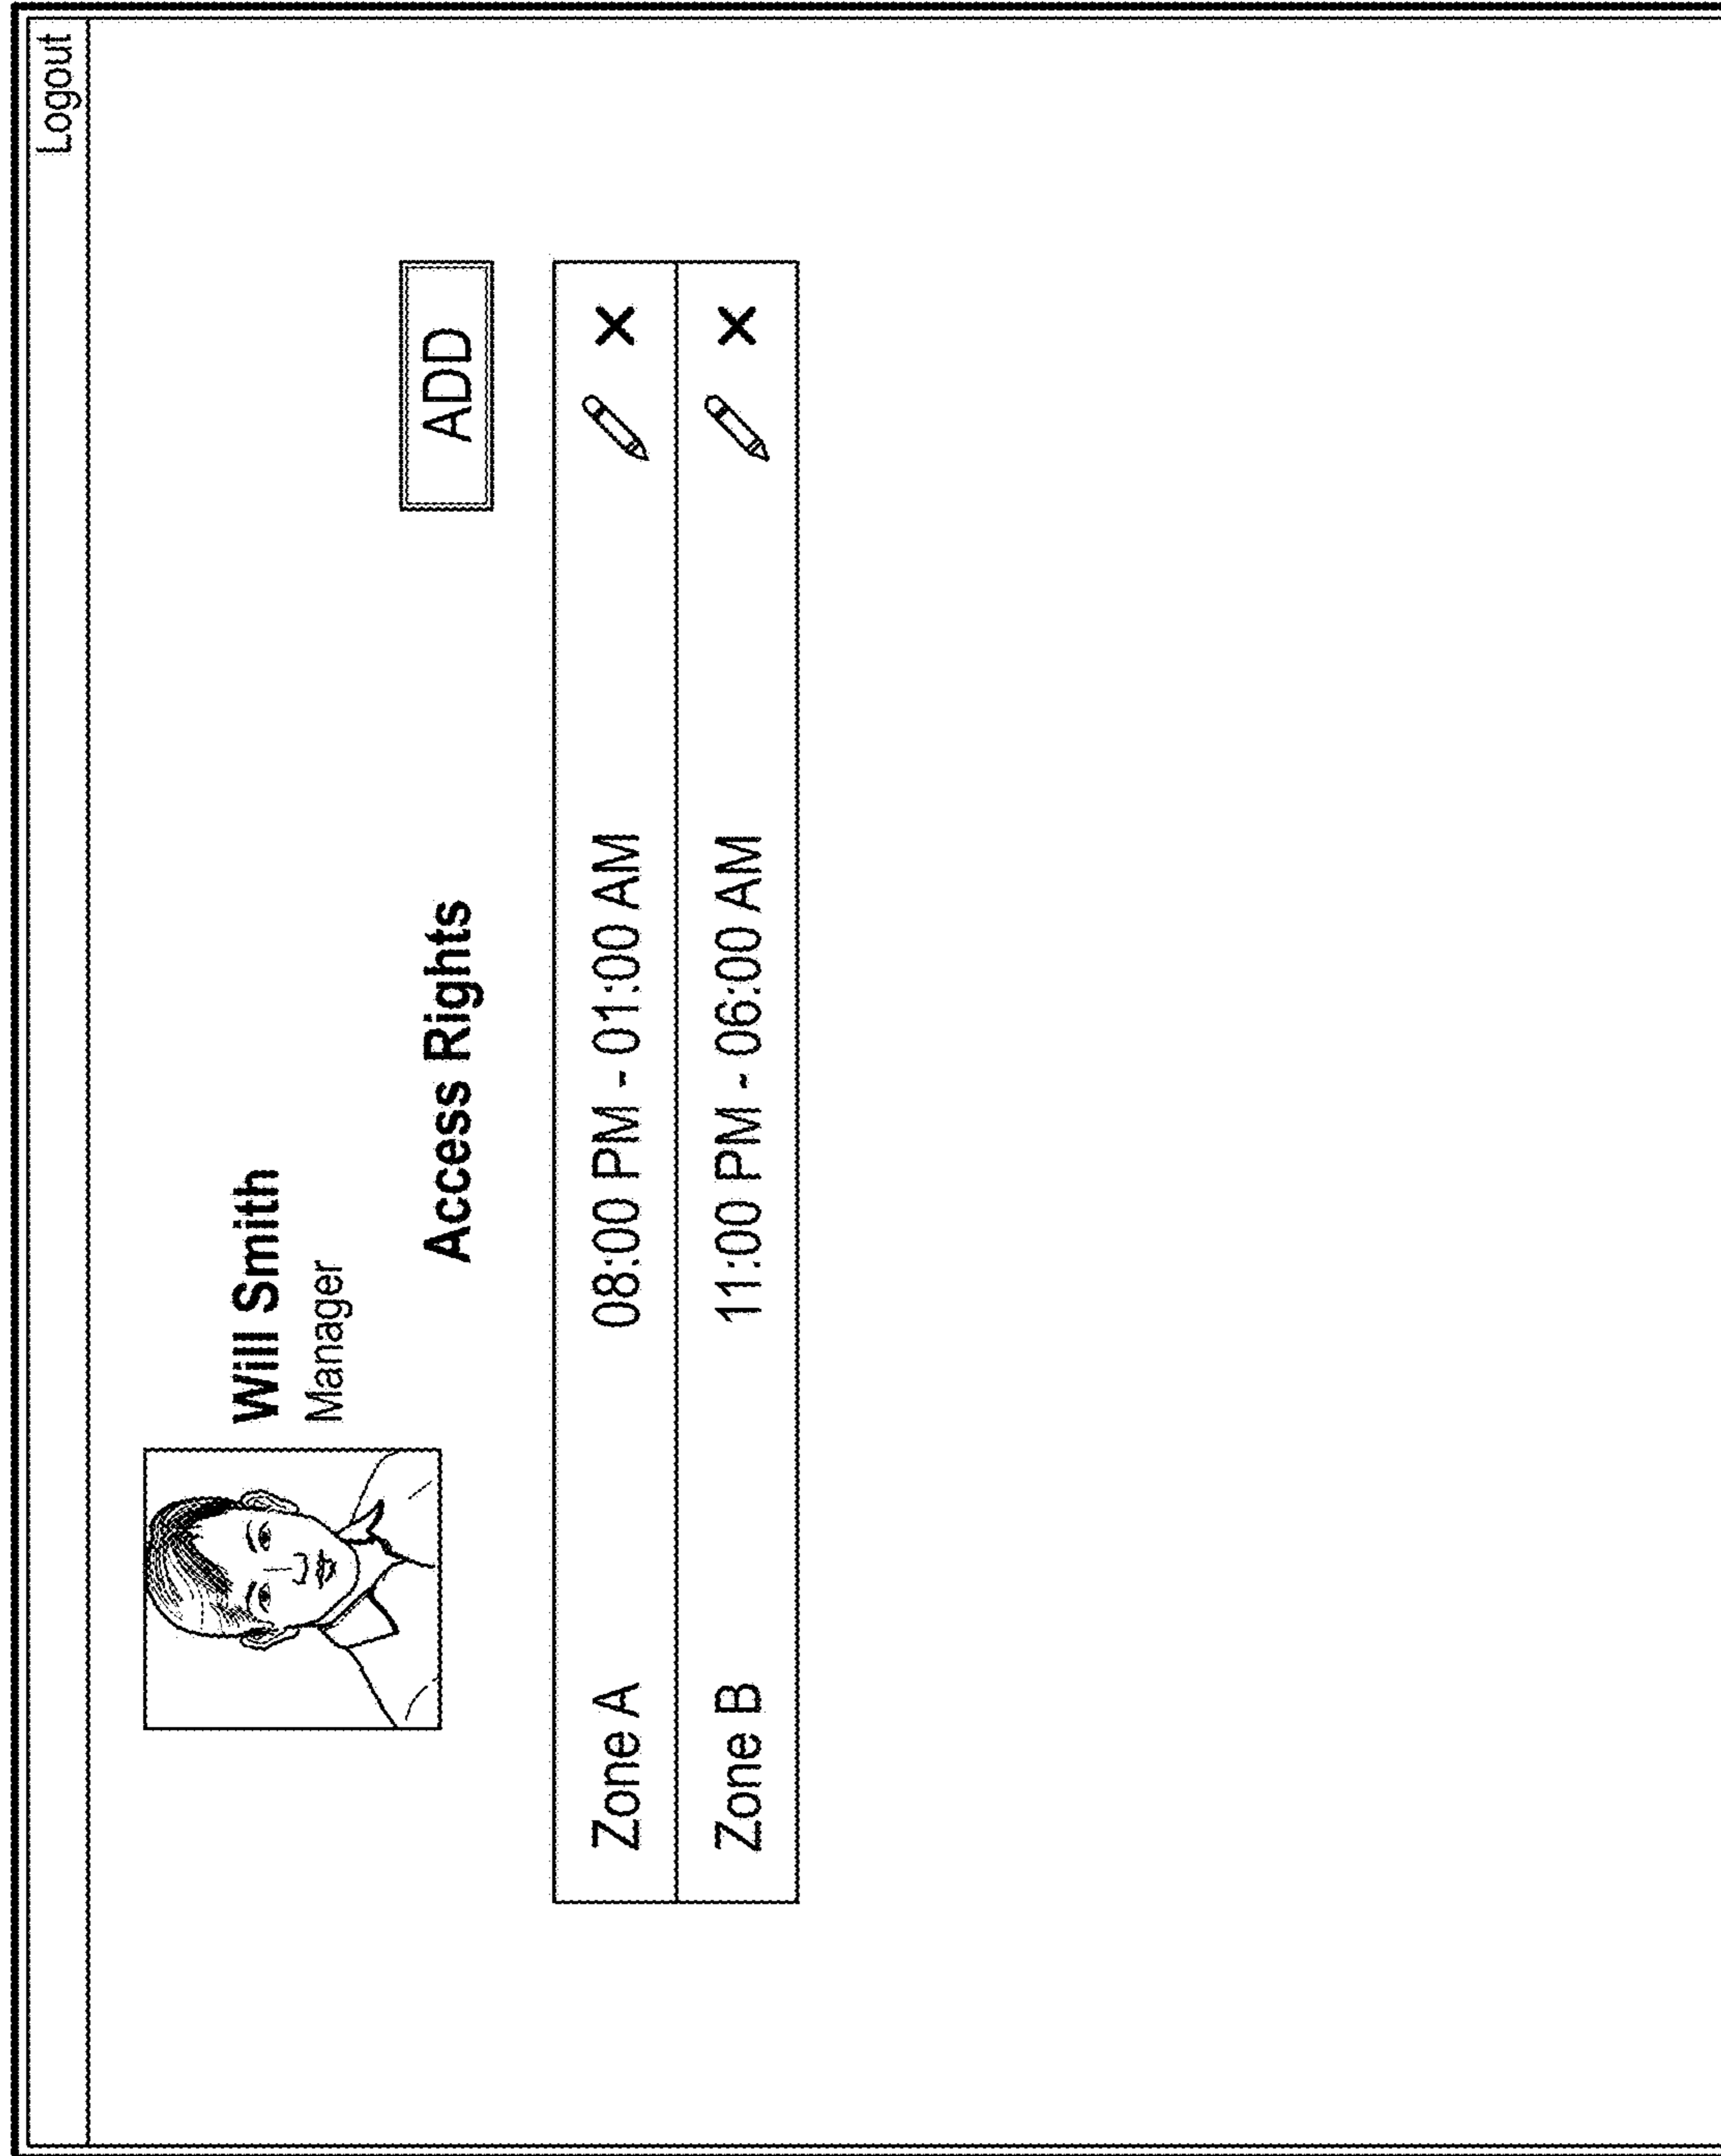 Logout
Will Smith
Manager
Access Rights ADD
Zone A 08:00 PM - 01:00 AM
Zone B 11:00 PM - 06:00 AM